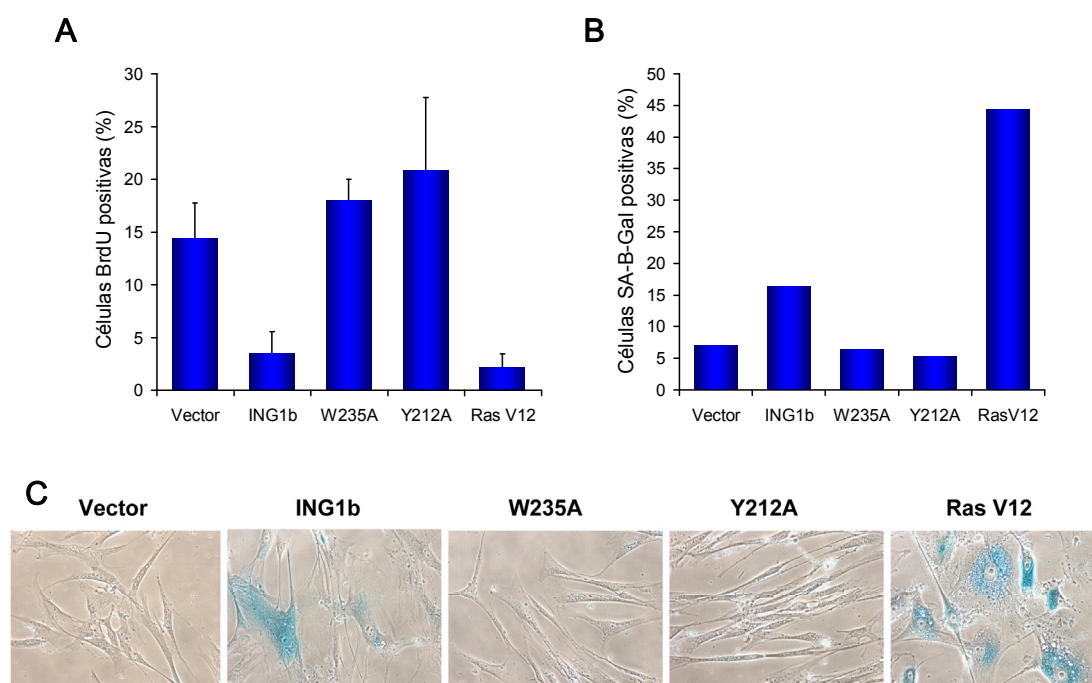 A
Células BrdU positivas (%)
30
25
20
15
10
5
0
Vector ING1b W235A Y212A Ras V12
B
Células SA-B-Gal positivas (%)
50
45
40
35
30
25
20
15
10
5
0
Vector ING1b W235A Y212A RasV12
C
Vector ING1b W235A Y212A Ras V12